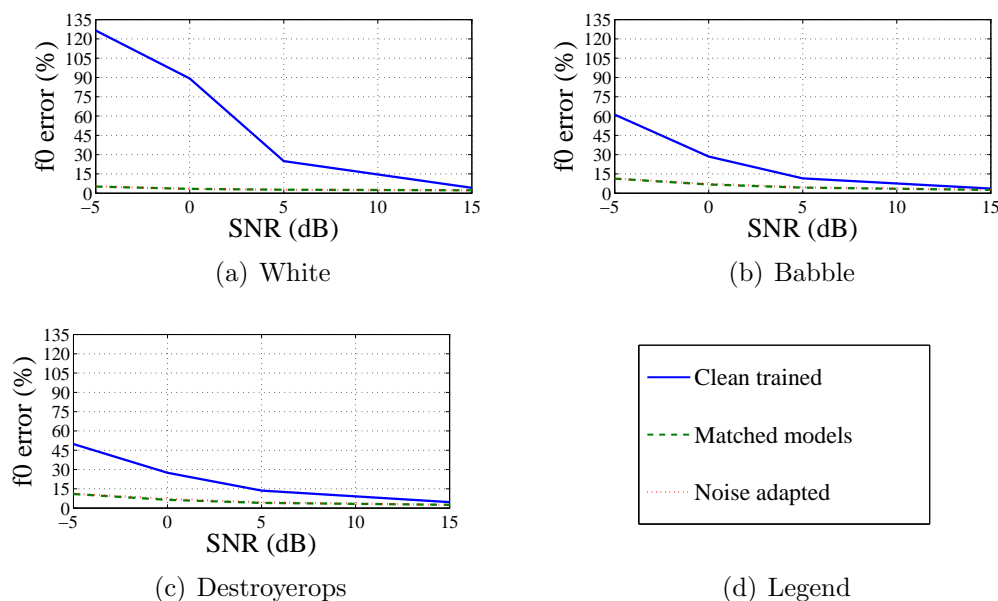 135
120
105
90
75
60
45
30
15
0
f0 error (%)
−5 0 5 10 15
SNR (dB)
(a) White
135
120
105
90
75
60
45
30
15
0
f0 error (%)
−5 0 5 10 15
SNR (dB)
(b) Babble
135
120
105
90
75
60
45
30
15
0
f0 error (%)
−5 0 5 10 15
SNR (dB)
(c) Destroyerops
Clean trained
Matched models
Noise adapted
(d) Legend